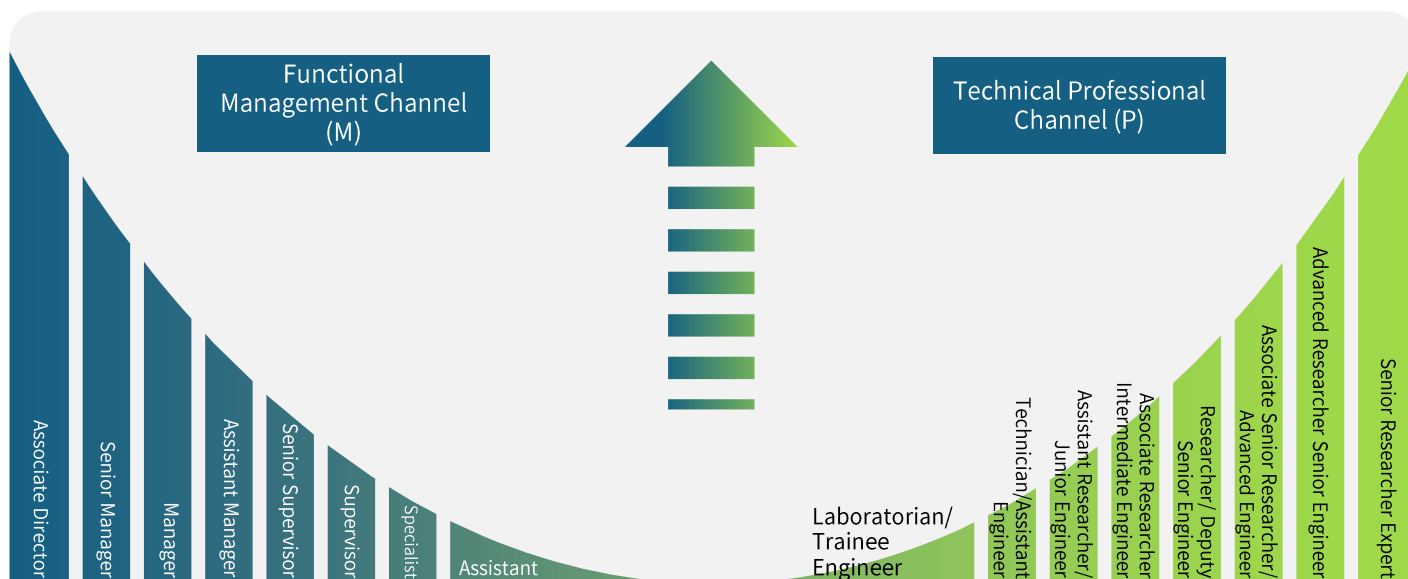 Functional
Management Channel
(M)
Technical Professional
Channel (P)
Associate Director
Senior Manager
Manager
Assistant Manager
Senior Supervisor
Supervisor
Specialist
Assistant
Laboratorian/
Trainee
Engineer
Technician/Assistant
Engineer
Assistant Researcher/
Junior Engineer
Associate Researcher
Intermediate Engineer
Researcher/ Deputy
Senior Engineer
Associate Senior Researcher/
Advanced Engineer
Advanced Researcher Senior Engineer
Senior Researcher Expert